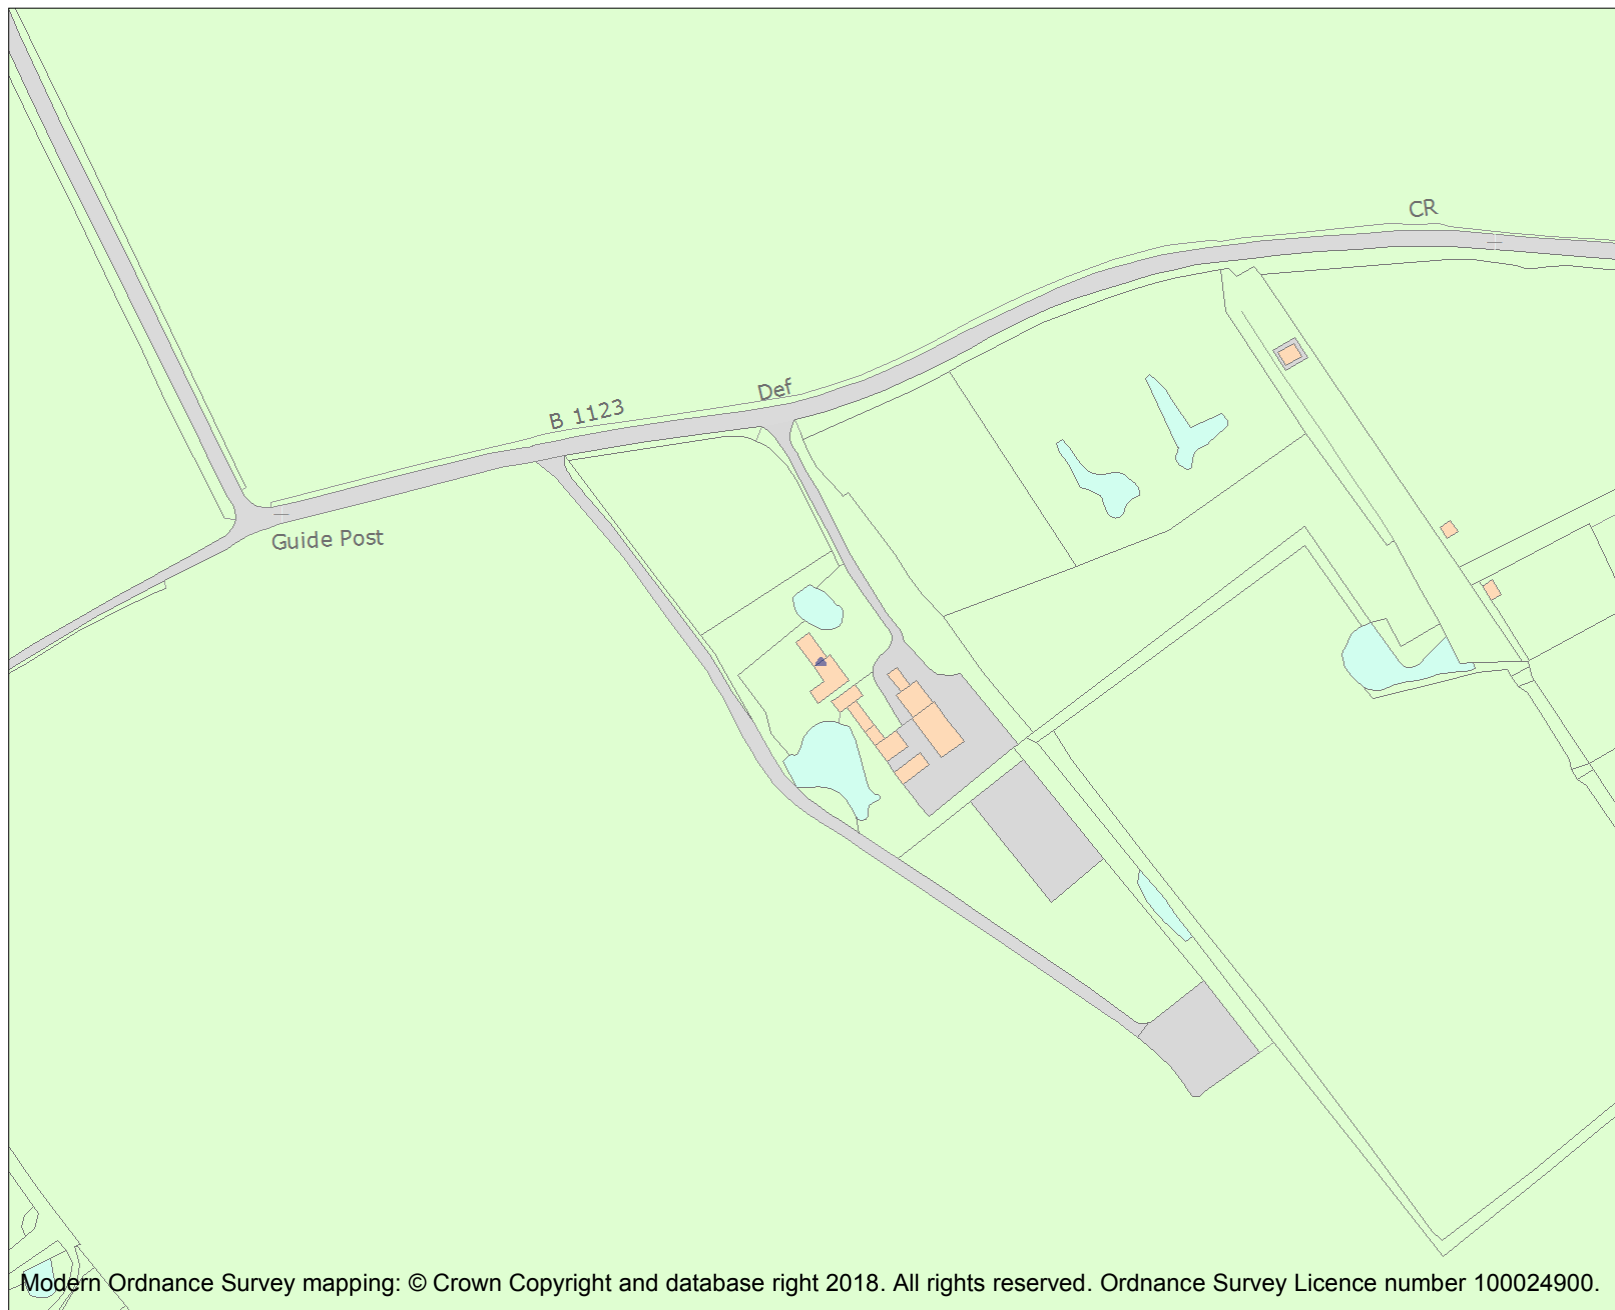 CR
Def
B 1123
Guide Post
Modern Ordnance Survey mapping: © Crown Copyright and database right 2018. All rights reserved. Ordnance Survey Licence number 100024900.